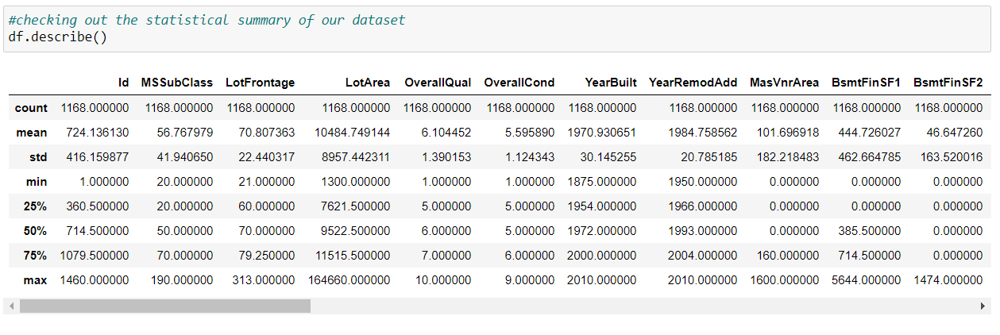 #checking out the statistical summary of our dataset
df.describe()
Id MSSubClass LotFrontage LotArea OverallQual OverallCond YearBuilt YearRemodAdd MasVnrArea BsmtFinSF1 BsmtFinSF2
count 1168.000000 1168.000000 1168.000000 1168.000000 1168.000000 1168.000000 1168.000000 1168.000000 1168.000000 1168.000000 1168.000000
mean 724.136130 56.767979 70.807363 10484.749144 6.104452 5.595890 1970.930651 1984.758562 101.696918 444.726027 46.647260
std 416.159877 41.940650 22.440317 8957.442311 1.390153 1.124343 30.145255 20.785185 182.218483 462.664785 163.520016
min 1.000000 20.000000 21.000000 1300.000000 1.000000 1.000000 1875.000000 1950.000000 0.000000 0.000000 0.000000
25% 360.500000 20.000000 60.000000 7621.500000 5.000000 5.000000 1954.000000 1966.000000 0.000000 0.000000 0.000000
50% 714.500000 50.000000 70.000000 9522.500000 6.000000 5.000000 1972.000000 1993.000000 0.000000 385.500000 0.000000
75% 1079.500000 70.000000 79.250000 11515.500000 7.000000 6.000000 2000.000000 2004.000000 160.000000 714.500000 0.000000
max 1460.000000 190.000000 313.000000 164660.000000 10.000000 9.000000 2010.000000 2010.000000 1600.000000 5644.000000 1474.000000